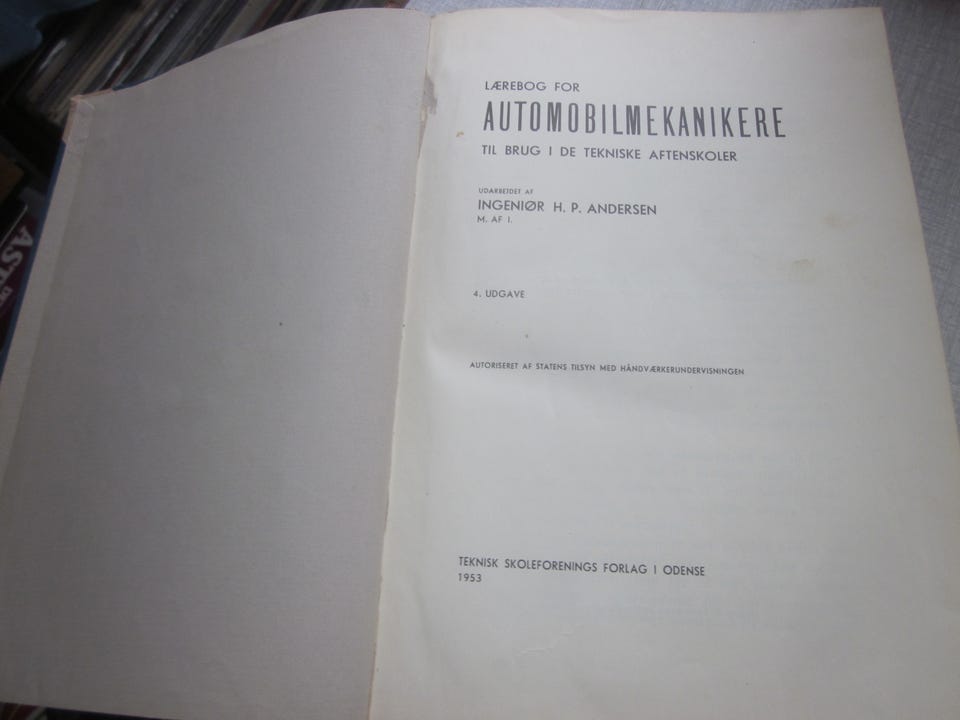 LÆREBOG FOR
AUTOMOBILMEKANIKERE
TIL BRUG I DE TEKNISKE AFTENSKOLER
UDARBEJDET AF
INGENIØR H. P. ANDERSEN
M. AF I.
4. UDGAVE
AUTORISERET AF STATENS TILSYN MED HÅNDVÆRKERUNDERVISNINGEN
TEKNISK SKOLEFORENINGS FORLAG I ODENSE
1953